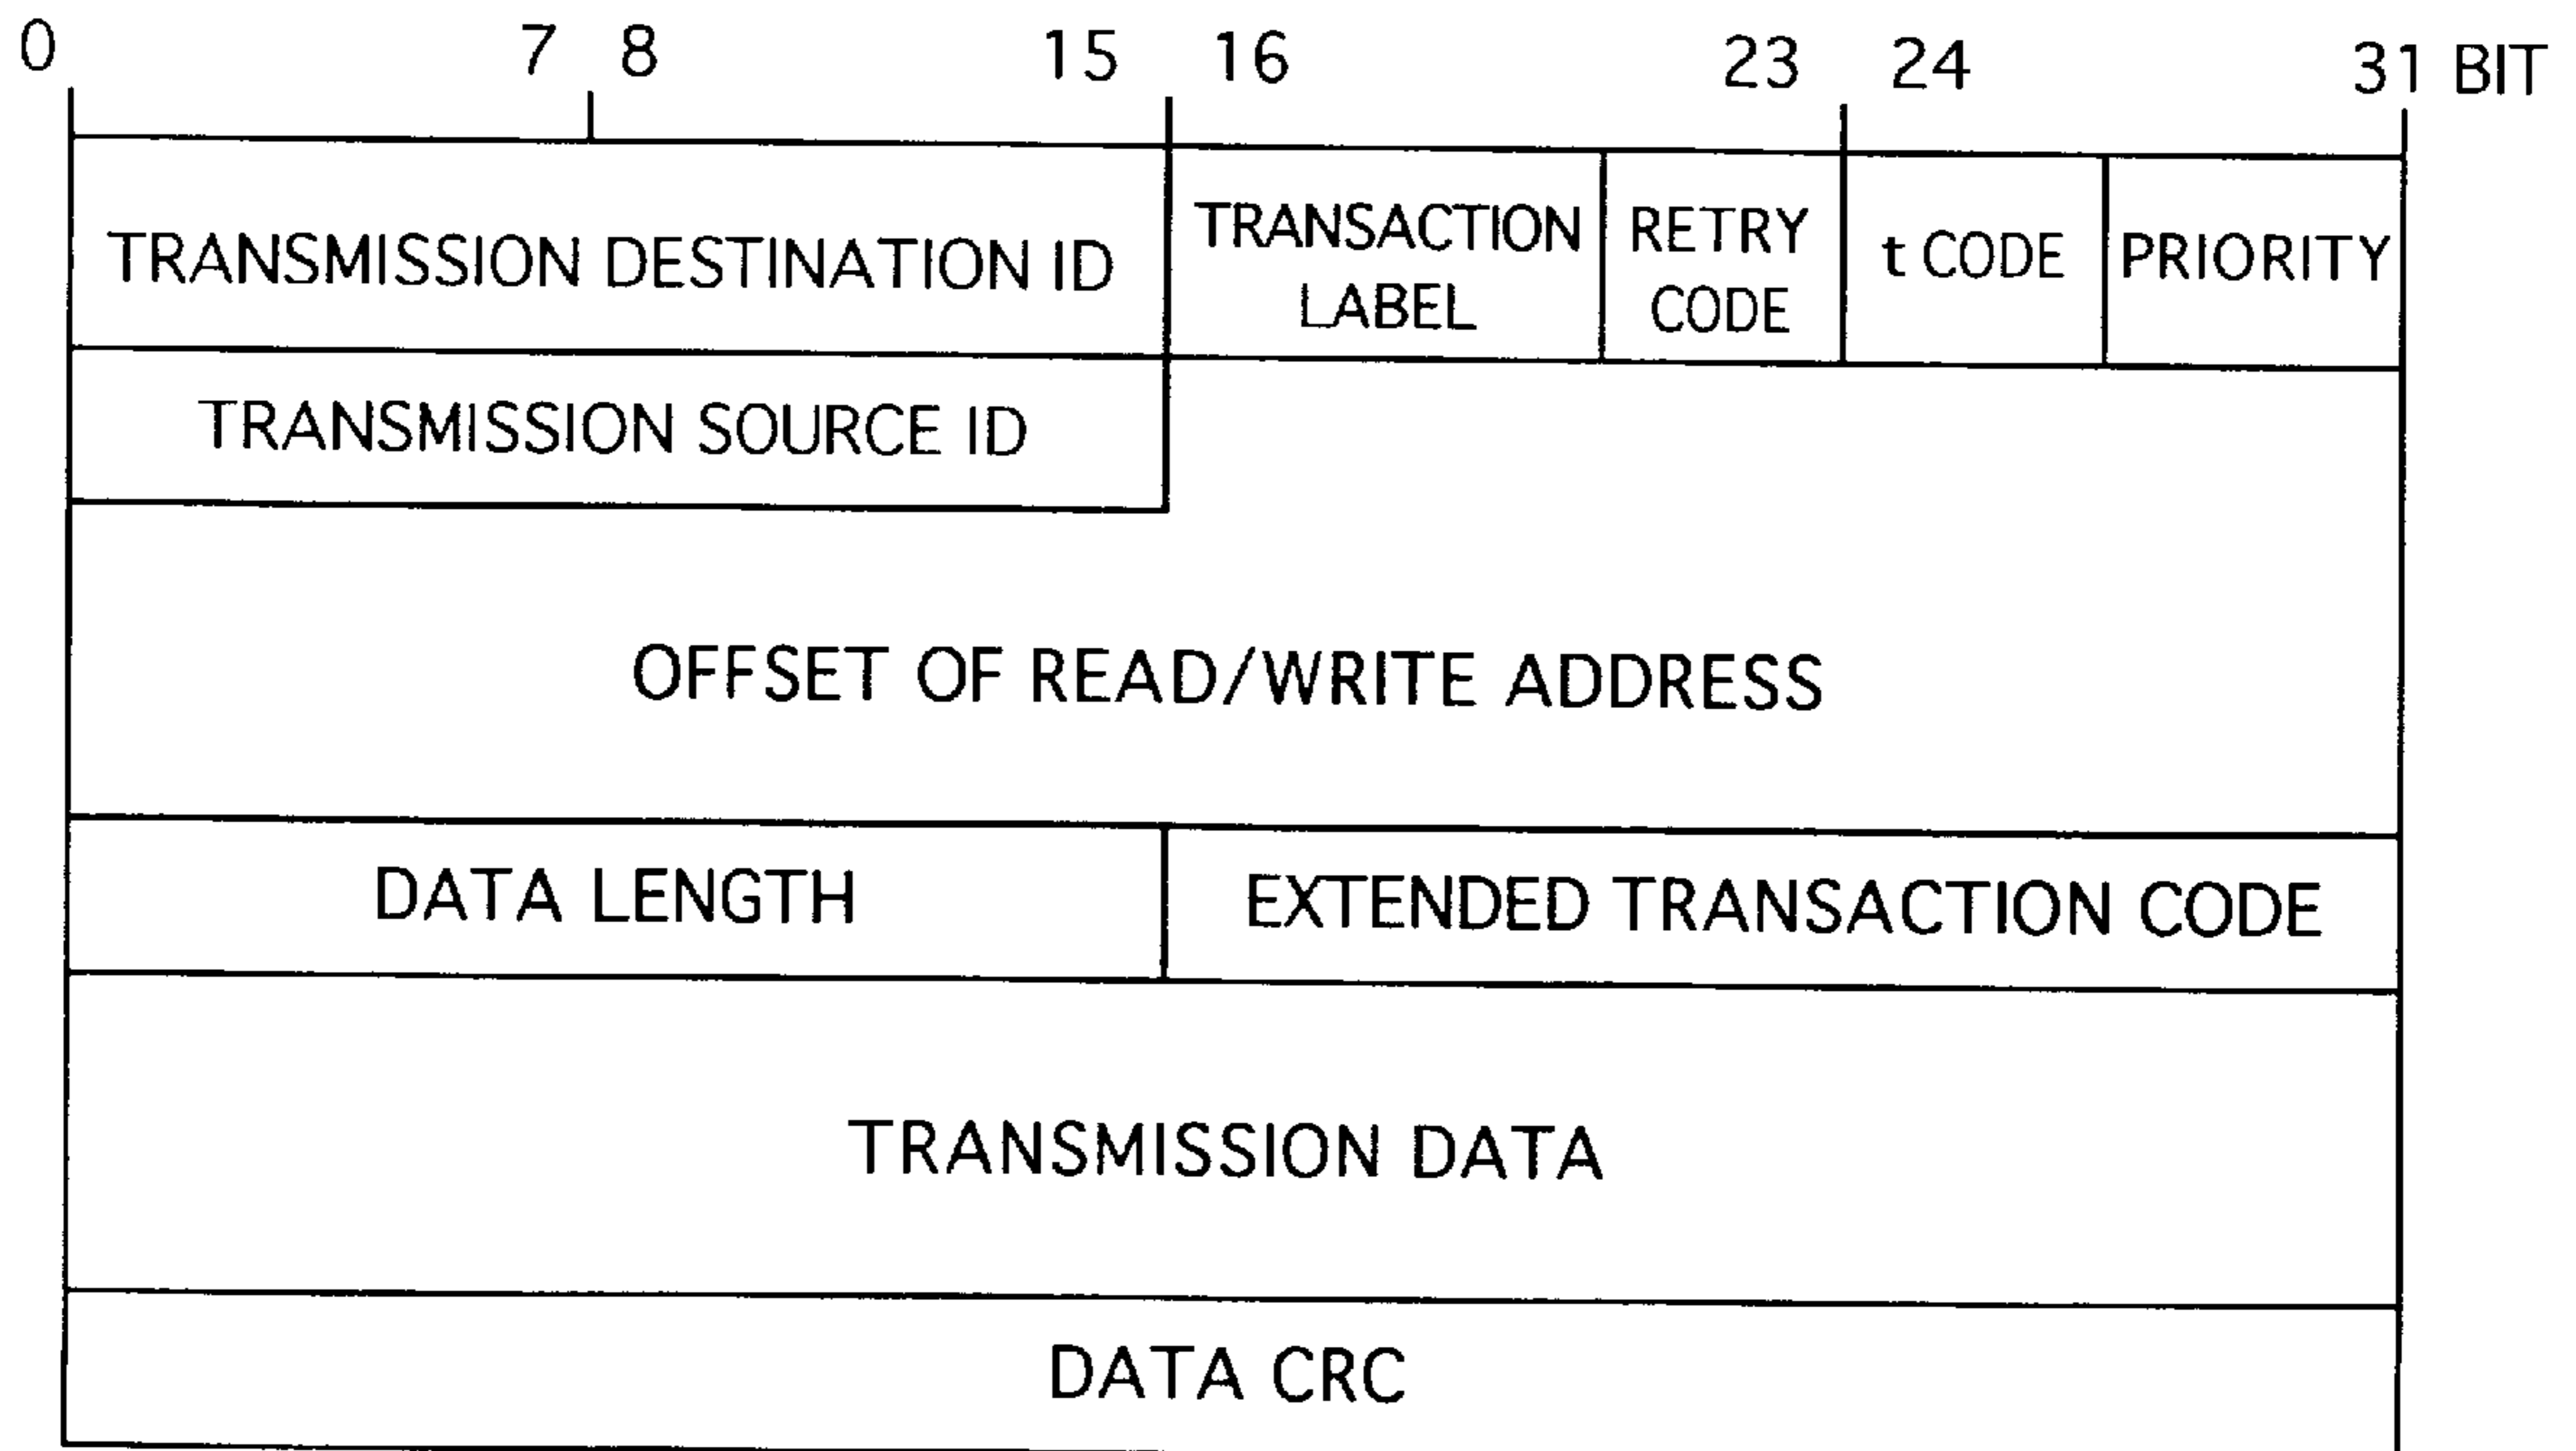 0 7 8 15 16 23 24 31 BIT
TRANSMISSION DESTINATION ID
TRANSACTION
LABEL
RETRY
CODE
t CODE
PRIORITY
TRANSMISSION SOURCE ID
OFFSET OF READ/WRITE ADDRESS
DATA LENGTH
EXTENDED TRANSACTION CODE
TRANSMISSION DATA
DATA CRC